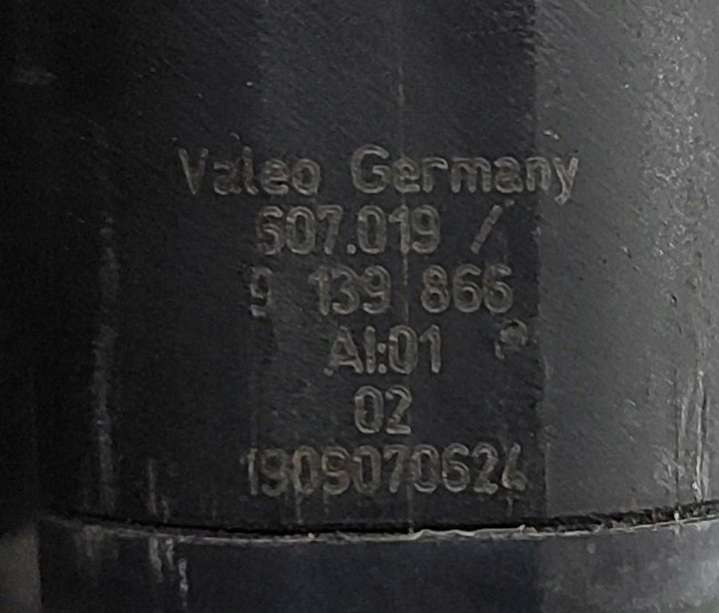 Valeo Germany
607.019 /
9 139 866
AI:01 P
02
1909070624